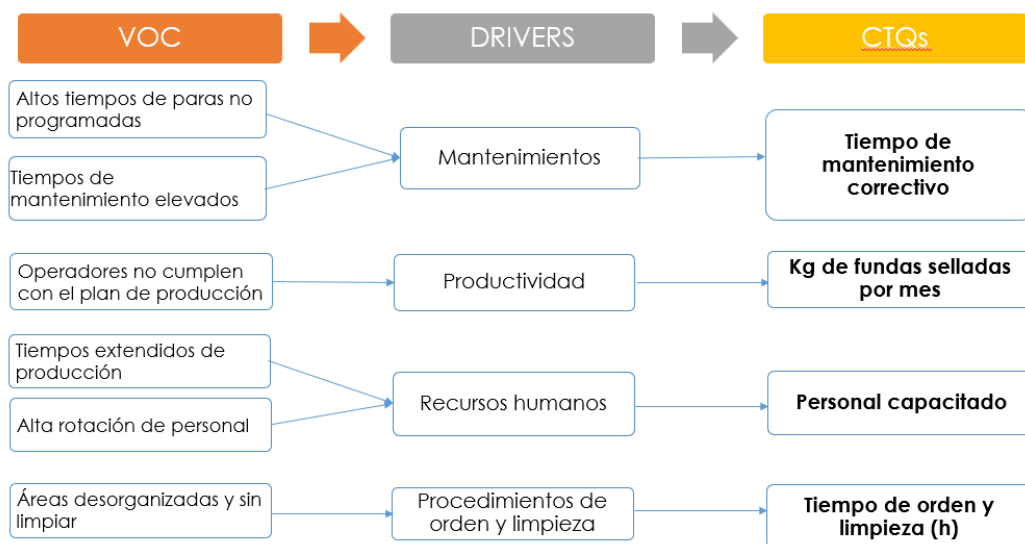 VOC
DRIVERS
CTQs
Altos tiempos de paras no
programadas
Tiempos de
mantenimiento elevados
Mantenimientos
Tiempo de
mantenimiento
correctivo
Operadores no cumplen
con el plan de producción
Productividad
Kg de fundas selladas
por mes
Tiempos extendidos de
producción
Alta rotación de personal
Recursos humanos
Personal capacitado
Áreas desorganizadas y sin
limpiar
Procedimientos de
orden y limpieza
Tiempo de orden y
limpieza (h)